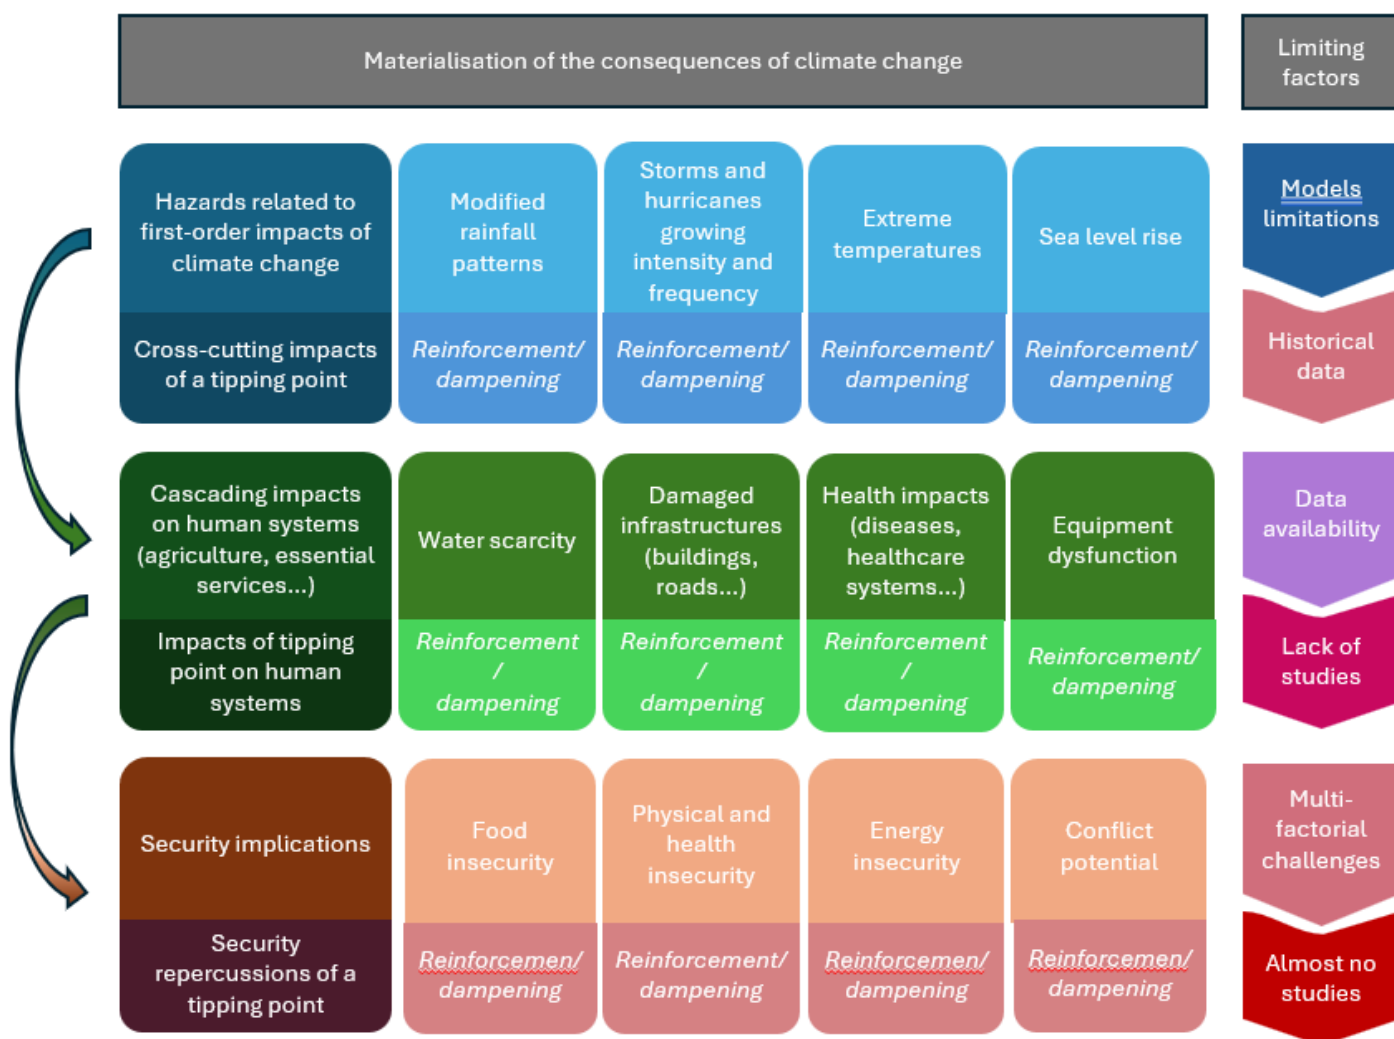 Materialisation of the consequences of climate change
Limiting
factors
Hazards related to
first-order impacts of
climate change
Modified
rainfall
patterns
Storms and
hurricanes
growing
intensity and
frequency
Extreme
temperatures
Sea level rise
Models
limitations
Cross-cutting impacts
of a tipping point
Reinforcement/
dampening
Reinforcement/
dampening
Reinforcement/
dampening
Reinforcement/
dampening
Historical
data
Cascading impacts
on human systems
(agriculture, essential
services...)
Water scarcity
Damaged
infrastructures
(buildings,
roads...)
Health impacts
(diseases,
healthcare
systems...)
Equipment
dysfunction
Data
availability
Impacts of tipping
point on human
systems
Reinforcement
/
dampening
Reinforcement
/
dampening
Reinforcement
/
dampening
Reinforcement/
dampening
Lack of
studies
Security implications
Food
insecurity
Physical and
health
insecurity
Energy
insecurity
Conflict
potential
Multi-
factorial
challenges
Security
repercussions of a
tipping point
Reinforcemen/
dampening
Reinforcement/
dampening
Reinforcemen/
dampening
Reinforcemen/
dampening
Almost no
studies